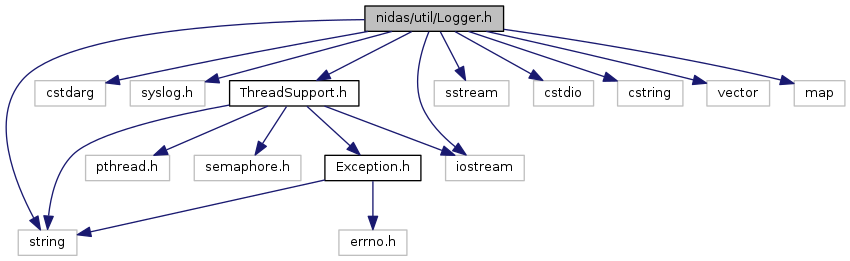 nidas/util/Logger.h
cstdarg
syslog.h
ThreadSupport.h
sstream
cstdio
cstring
vector
map
pthread.h
semaphore.h
Exception.h
iostream
string
errno.h